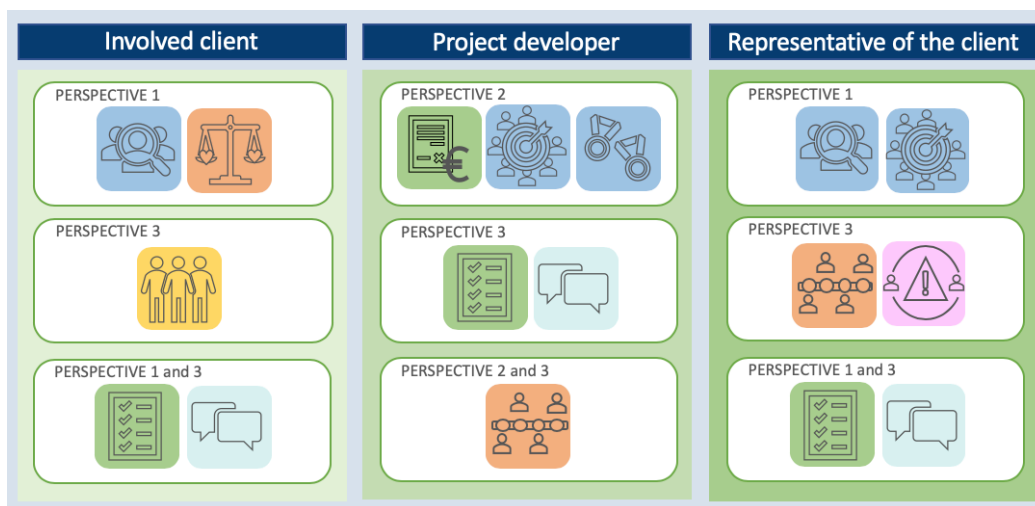 Involved client
PERSPECTIVE 1
PERSPECTIVE 3
PERSPECTIVE 1 and 3
Project developer
PERSPECTIVE 2
€
PERSPECTIVE 3
PERSPECTIVE 2 and 3
Representative of the client
PERSPECTIVE 1
PERSPECTIVE 3
PERSPECTIVE 1 and 3